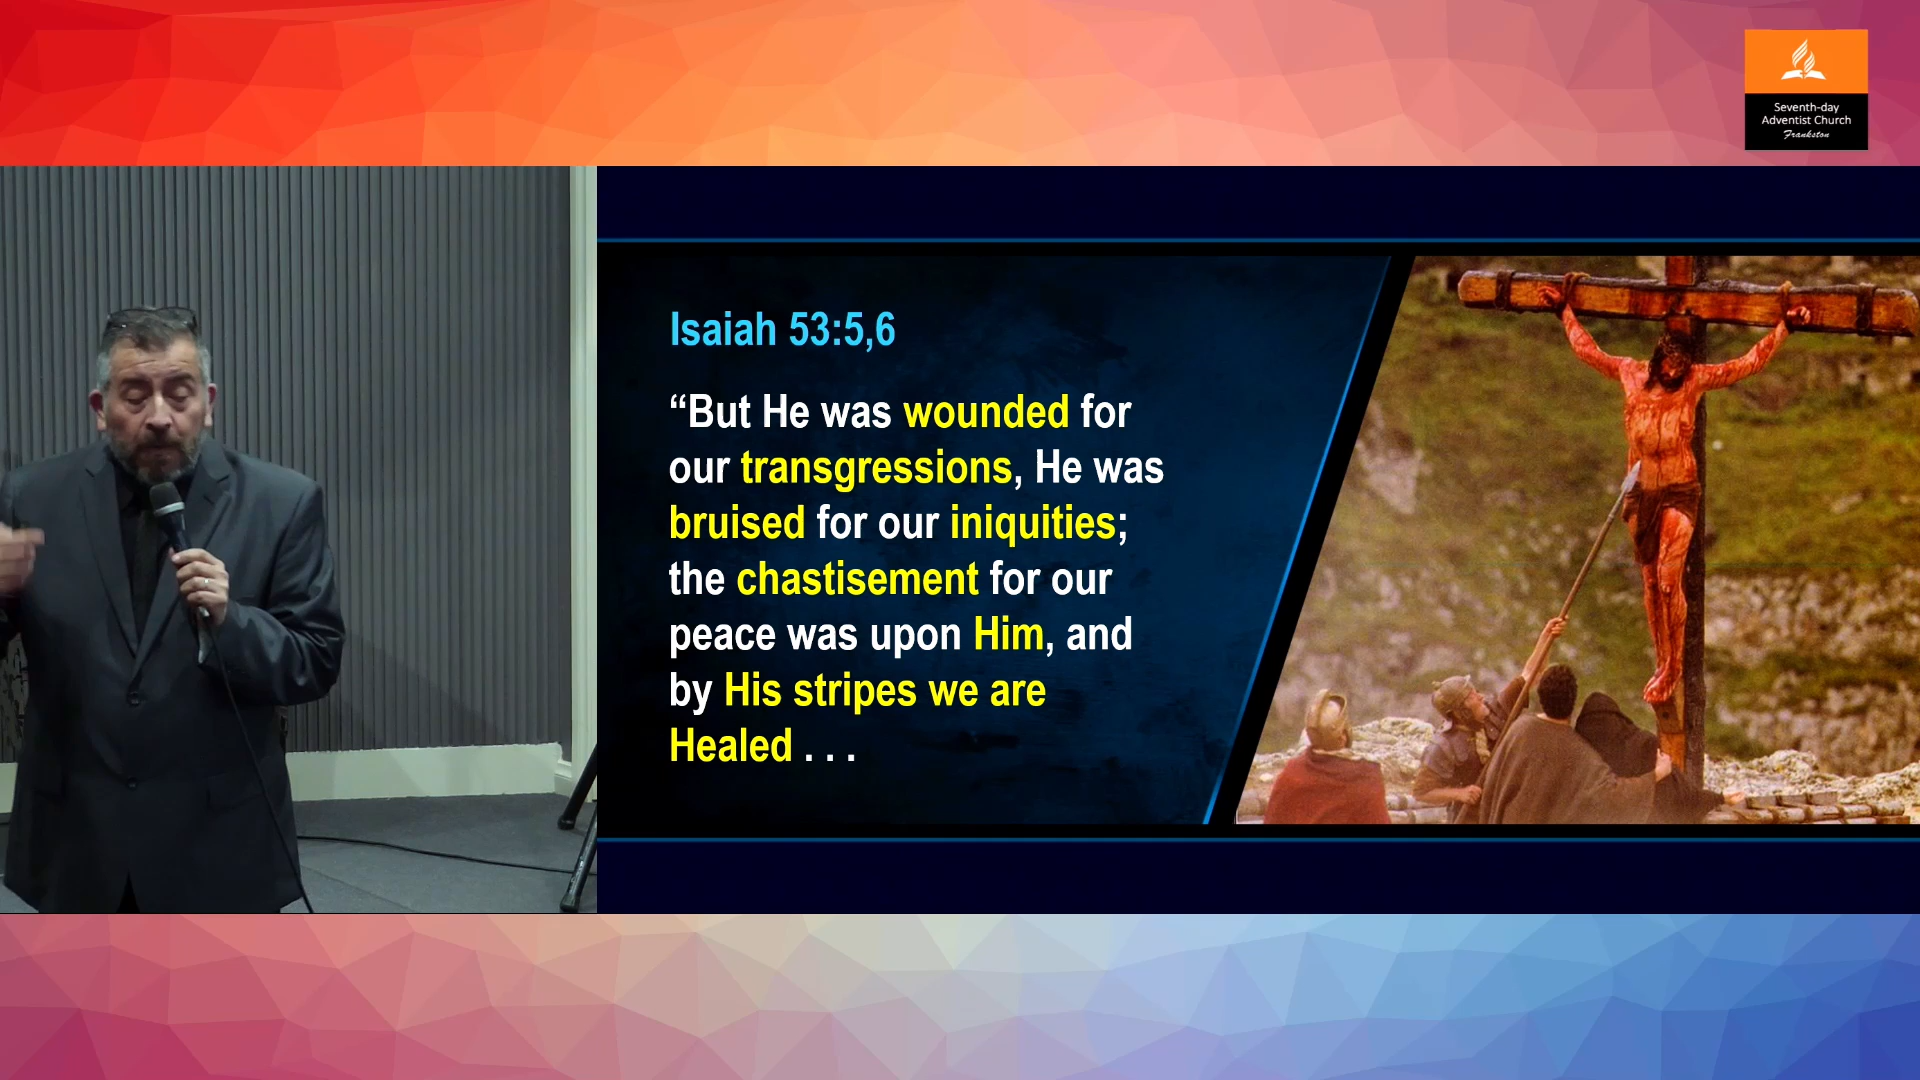 Seventh-day
Adventist Church
Frankston
Isaiah 53:5,6
“But He was wounded for
our transgressions, He was
bruised for our iniquities;
the chastisement for our
peace was upon Him, and
by His stripes we are
Healed . . .